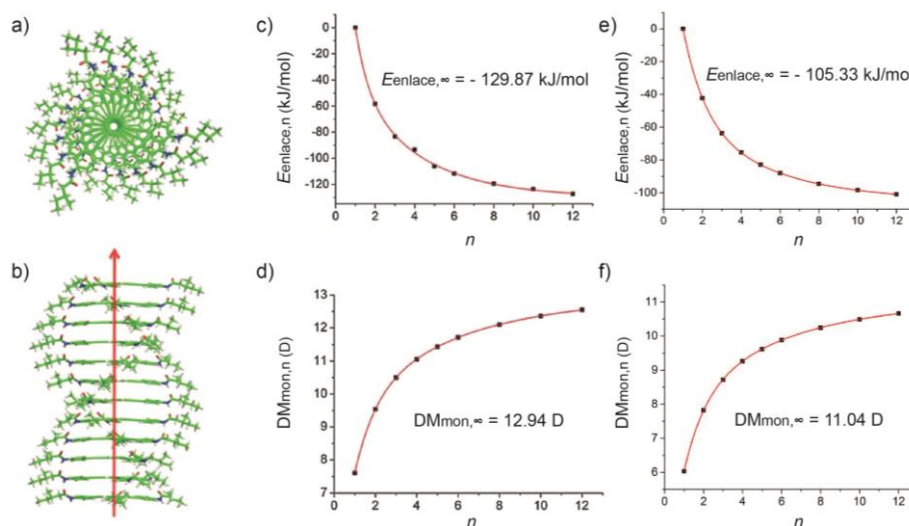 a)
b)
c)
0
-20
-40
-60
-80
-100
-120
Eenlace,n (kJ/mol)
Eenlace,∞ = - 129.87 kJ/mol
0 2 4 6 8 10 12
n
d)
13
12
11
10
9
8
7
DMmon,n (D)
DMmon,∞ = 12.94 D
0 2 4 6 8 10 12
n
e)
0
-20
-40
-60
-80
-100
Eenlace,n (kJ/mol)
Eenlace,∞ = - 105.33 kJ/mo
0 2 4 6 8 10 12
n
f)
11
10
9
8
7
6
DMmon,n (D)
DMmon,∞ = 11.04 D
0 2 4 6 8 10 12
n